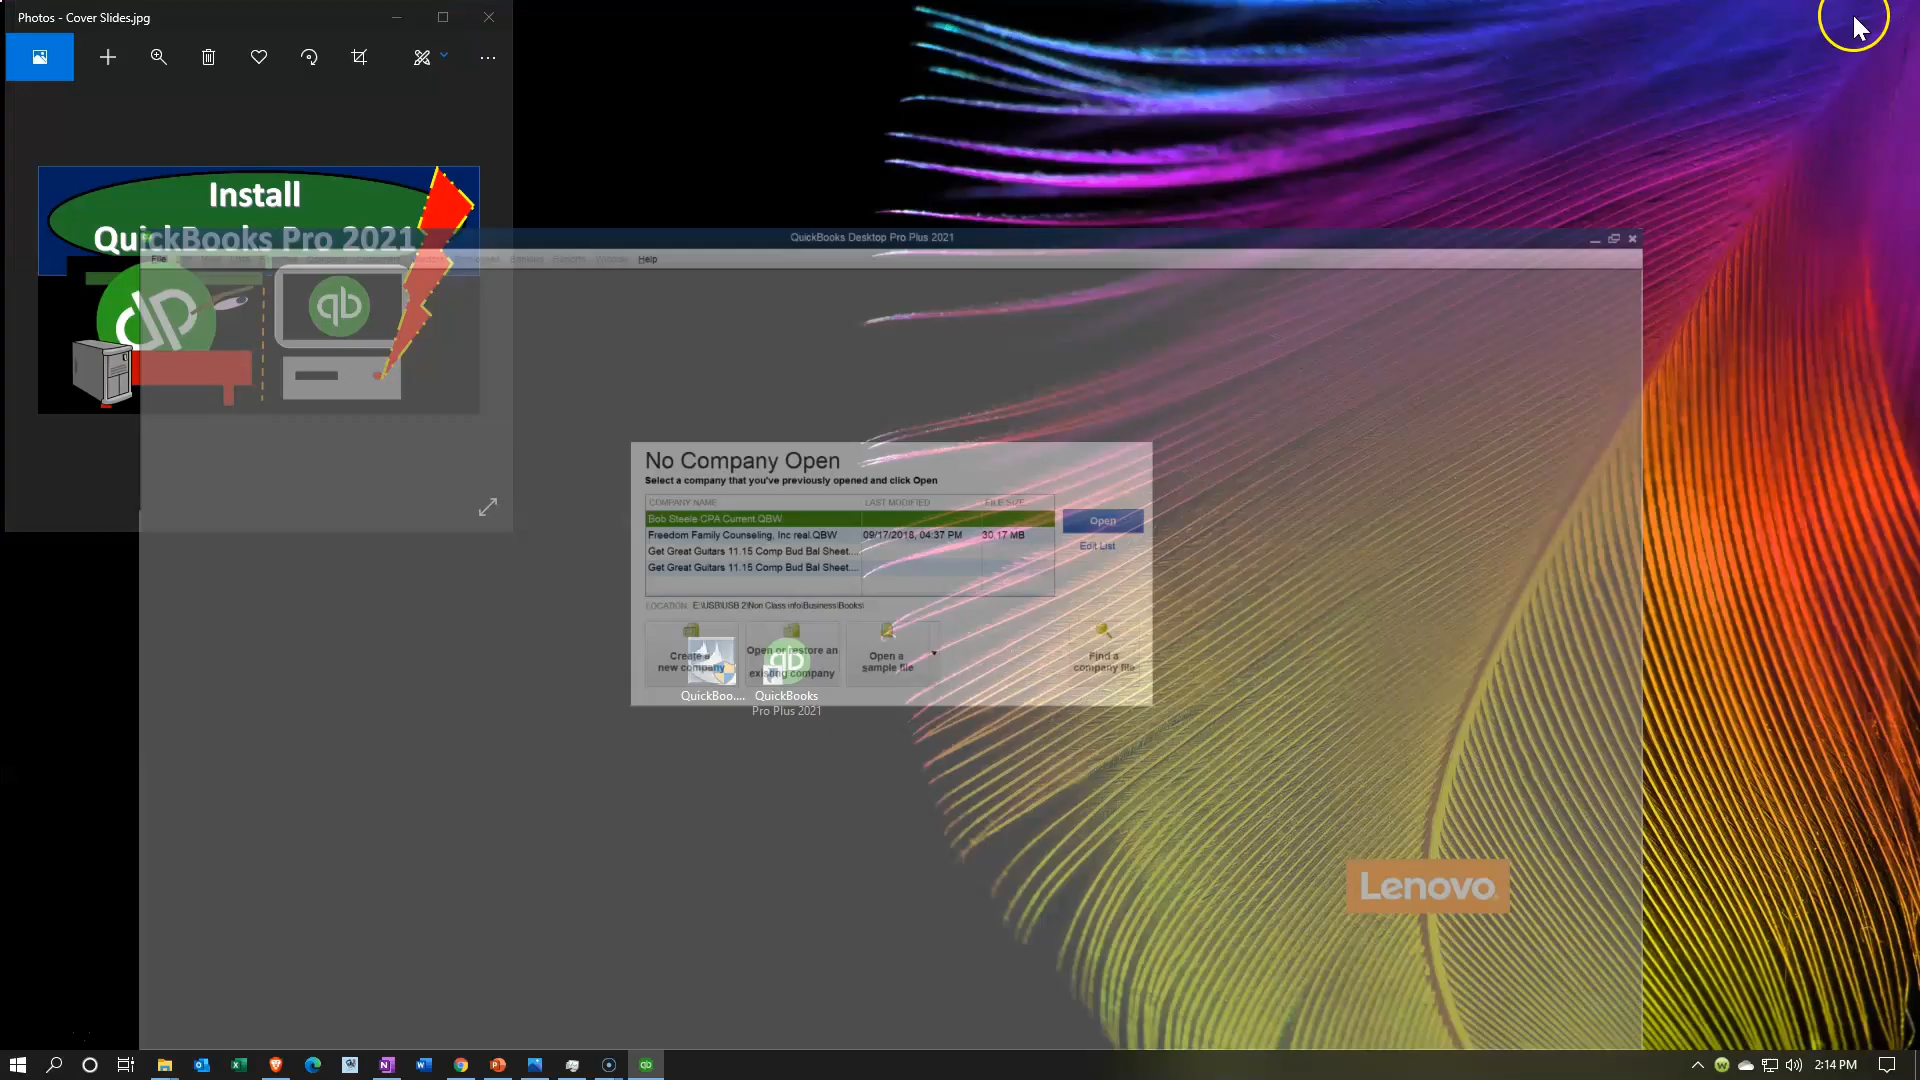 Photos - Cover Slides.jpg
Install
QuickBooks Pro 2021
qb
QuickBooks Desktop Pro Plus 2021
File
Reports
Window
Help
No Company Open
Select a company that you've previously opened and click Open
COMPANY NAME LAST MODIFIED FILE SIZE
Bob Steele CPA Current.QBW
Freedom Family Counseling, Inc real.QBW 09/17/2018, 04:37 PM 30.17 MB
Get Great Guitars 11.15 Comp Bud Bal Sheet....
Get Great Guitars 11.15 Comp Bud Bal Sheet....
Open
Edit List
LOCATION: E:\USB\USB 2\Non Class info\Business\Books\
Create a
new company
Open or restore an
existing company
Open a
sample file
Find a
company file
QuickBoo...
QuickBooks
Pro Plus 2021
Lenovo
2:14 PM